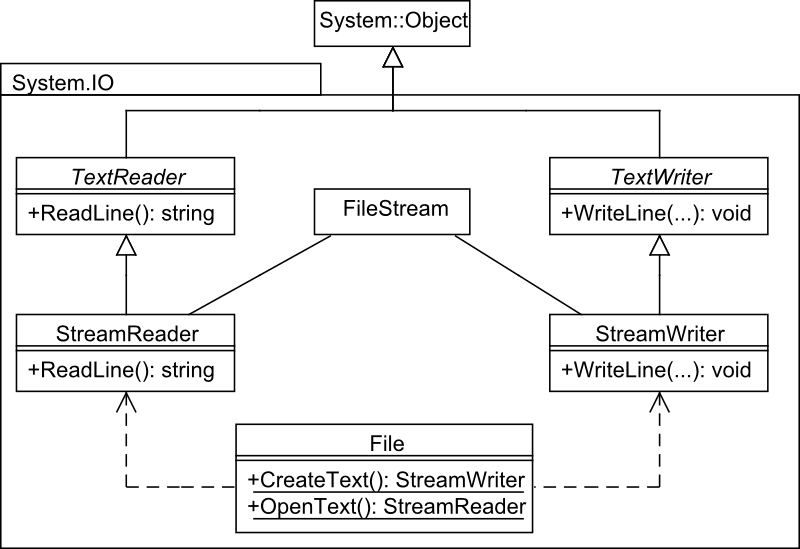 System::Object
System.IO
TextReader
+ReadLine(): string
TextWriter
+WriteLine(...): void
FileStream
StreamReader
+ReadLine(): string
StreamWriter
+WriteLine(...): void
File
+CreateText(): StreamWriter
+OpenText(): StreamReader